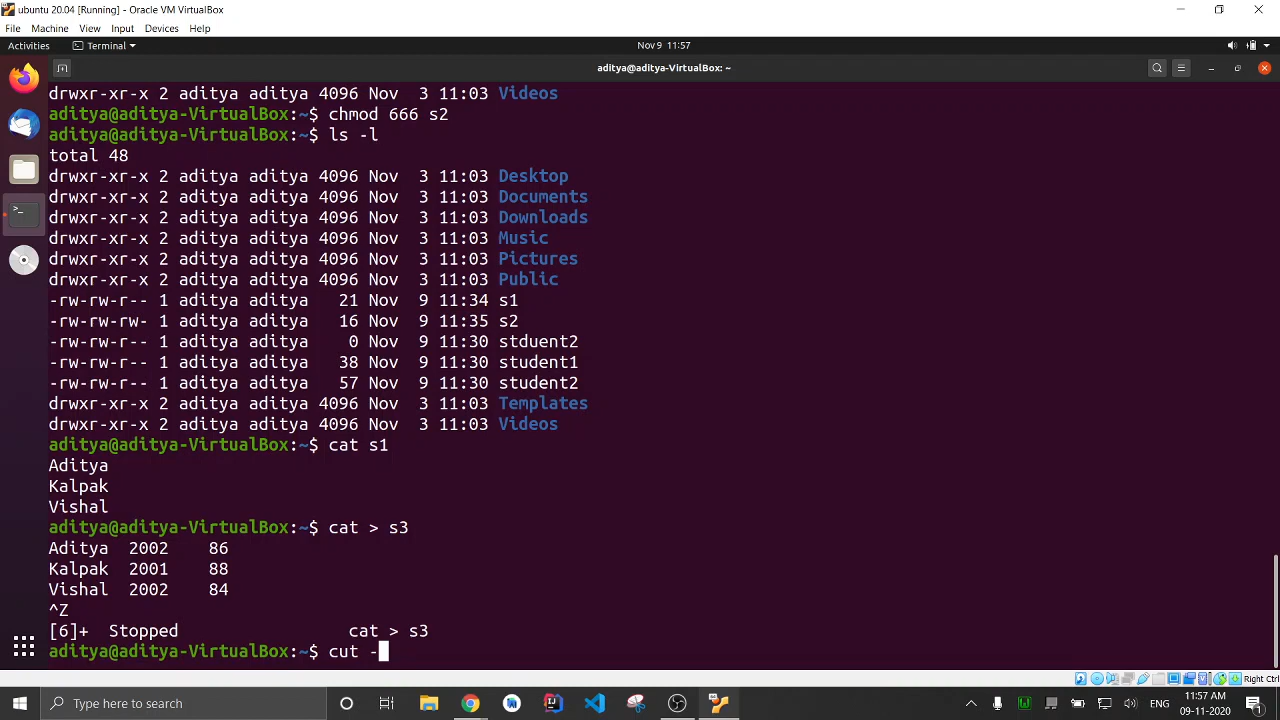 ubuntu 20.04 [Running] - Oracle VM VirtualBox
File Machine View Input Devices Help
Activities Terminal Nov 9 11:57
aditya@aditya-VirtualBox: ~
drwxr-xr-x 2 aditya aditya 4096 Nov  3 11:03 Videos
aditya@aditya-VirtualBox:~$ chmod 666 s2
aditya@aditya-VirtualBox:~$ ls -l
total 48
drwxr-xr-x 2 aditya aditya 4096 Nov  3 11:03 Desktop
drwxr-xr-x 2 aditya aditya 4096 Nov  3 11:03 Documents
drwxr-xr-x 2 aditya aditya 4096 Nov  3 11:03 Downloads
drwxr-xr-x 2 aditya aditya 4096 Nov  3 11:03 Music
drwxr-xr-x 2 aditya aditya 4096 Nov  3 11:03 Pictures
drwxr-xr-x 2 aditya aditya 4096 Nov  3 11:03 Public
-rw-rw-r-- 1 aditya aditya   21 Nov  9 11:34 s1
-rw-rw-rw- 1 aditya aditya   16 Nov  9 11:35 s2
-rw-rw-r-- 1 aditya aditya    0 Nov  9 11:30 stduent2
-rw-rw-r-- 1 aditya aditya   38 Nov  9 11:30 student1
-rw-rw-r-- 1 aditya aditya   57 Nov  9 11:30 student2
drwxr-xr-x 2 aditya aditya 4096 Nov  3 11:03 Templates
drwxr-xr-x 2 aditya aditya 4096 Nov  3 11:03 Videos
aditya@aditya-VirtualBox:~$ cat s1
Aditya
Kalpak
Vishal
aditya@aditya-VirtualBox:~$ cat > s3
Aditya  2002    86
Kalpak  2001    88
Vishal  2002    84
^Z
[6]+  Stopped                 cat > s3
aditya@aditya-VirtualBox:~$ cut -
Right Ctrl
Type here to search
ENG
11:57 AM
09-11-2020